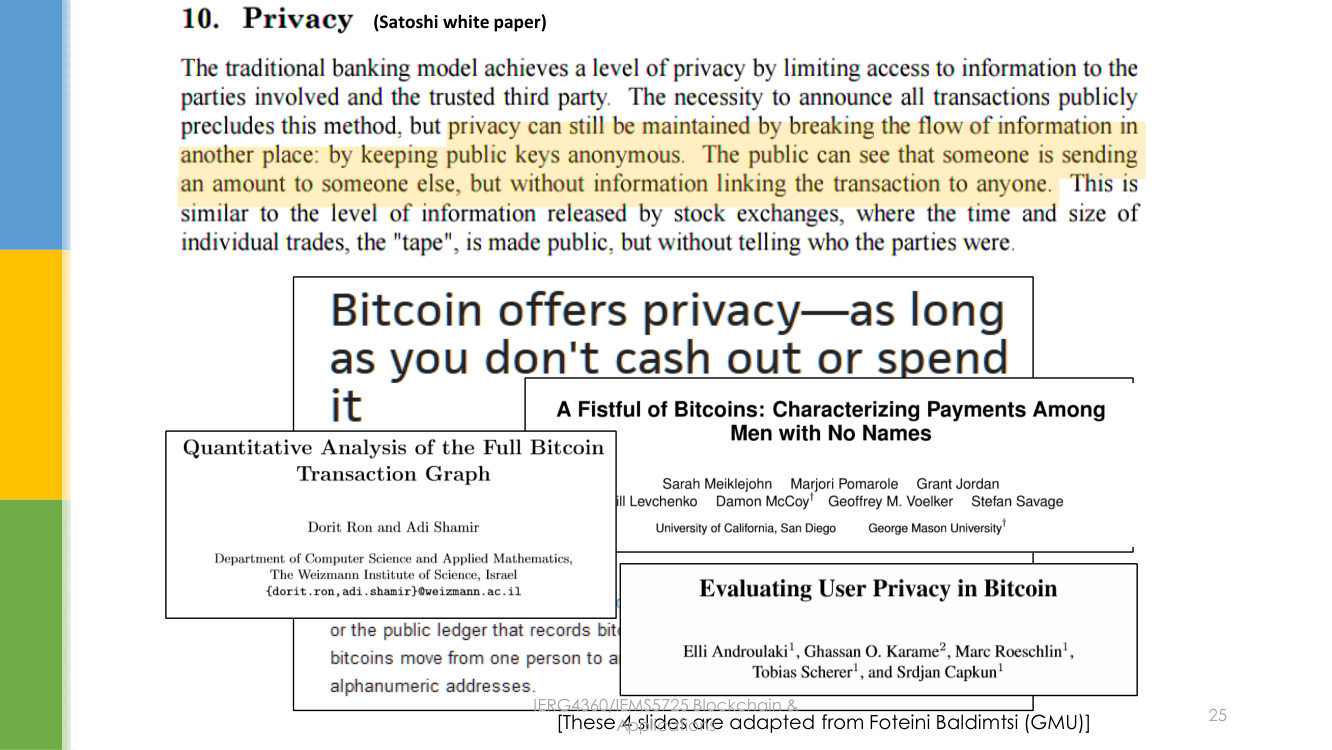 10. Privacy (Satoshi white paper)
The traditional banking model achieves a level of privacy by limiting access to information to the
parties involved and the trusted third party. The necessity to announce all transactions publicly
precludes this method, but privacy can still be maintained by breaking the flow of information in
another place: by keeping public keys anonymous. The public can see that someone is sending
an amount to someone else, but without information linking the transaction to anyone. This is
similar to the level of information released by stock exchanges, where the time and size of
individual trades, the "tape", is made public, but without telling who the parties were.
Bitcoin offers privacy—as long
as you don't cash out or spend
it
A Fistful of Bitcoins: Characterizing Payments Among
Men with No Names
Sarah Meiklejohn Marjori Pomarole Grant Jordan
ill Levchenko Damon McCoy† Geoffrey M. Voelker Stefan Savage
University of California, San Diego George Mason University†
Quantitative Analysis of the Full Bitcoin
Transaction Graph
Dorit Ron and Adi Shamir
Department of Computer Science and Applied Mathematics,
The Weizmann Institute of Science, Israel
{dorit.ron,adi.shamir}@weizmann.ac.il
Evaluating User Privacy in Bitcoin
Elli Androulaki1, Ghassan O. Karame2, Marc Roeschlin1,
Tobias Scherer1, and Srdjan Capkun1
or the public ledger that records bitc
bitcoins move from one person to a
alphanumeric addresses.
IERG4360/IEMS5725 Blockchain &
Applications
[These 4 slides are adapted from Foteini Baldimtsi (GMU)]
25